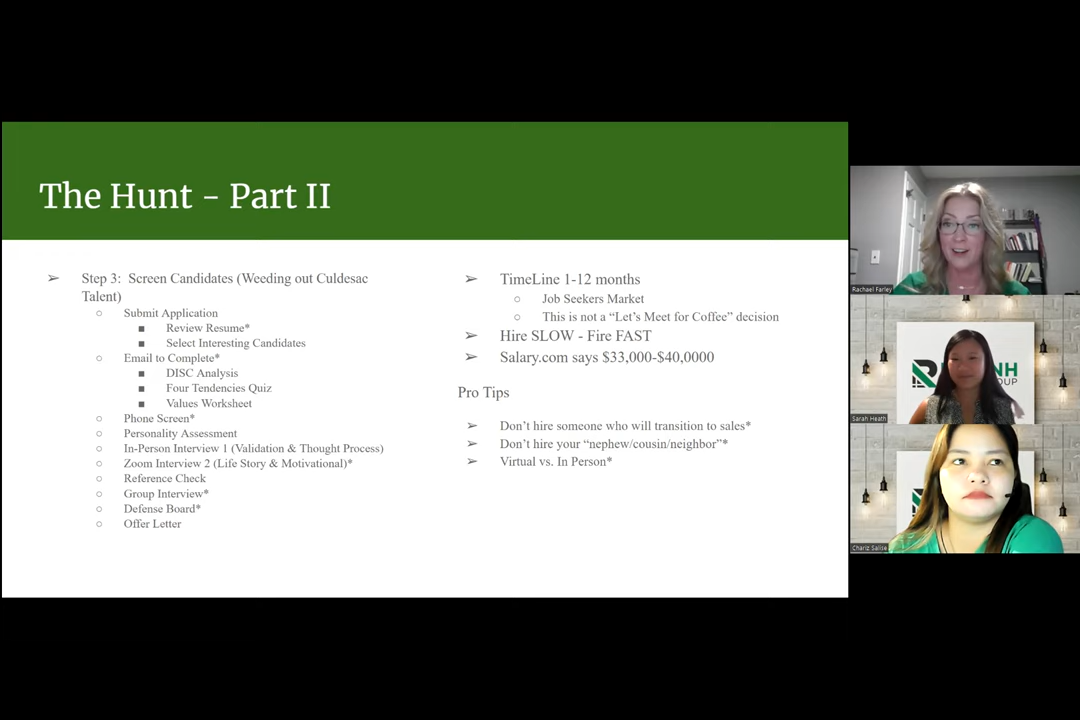 The Hunt - Part II
➢ Step 3: Screen Candidates (Weeding out Culdesac
Talent)
○ Submit Application
■ Review Resume*
■ Select Interesting Candidates
○ Email to Complete*
■ DISC Analysis
■ Four Tendencies Quiz
■ Values Worksheet
○ Phone Screen*
○ Personality Assessment
○ In-Person Interview 1 (Validation & Thought Process)
○ Zoom Interview 2 (Life Story & Motivational)*
○ Reference Check
○ Group Interview*
○ Defense Board*
○ Offer Letter
➢ TimeLine 1-12 months
○ Job Seekers Market
○ This is not a “Let’s Meet for Coffee” decision
➢ Hire SLOW - Fire FAST
➢ Salary.com says $33,000-$40,0000
Pro Tips
➢ Don’t hire someone who will transition to sales*
➢ Don’t hire your “nephew/cousin/neighbor”*
➢ Virtual vs. In Person*
Rachael Farley
NH
OUP
Sarah Heath
Chariz Salise